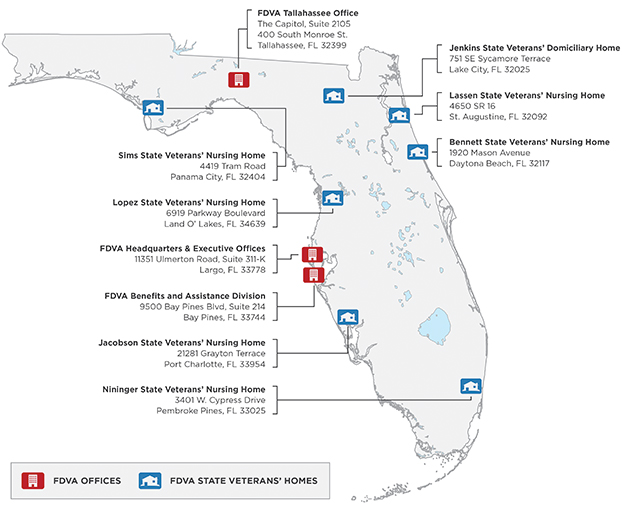 FDVA Tallahassee Office
The Capitol, Suite 2105
400 South Monroe St.
Tallahassee, FL 32399
Jenkins State Veterans' Domiciliary Home
751 SE Sycamore Terrace
Lake City, FL 32025
Lassen State Veterans' Nursing Home
4650 SR 16
St. Augustine, FL 32092
Bennett State Veterans' Nursing Home
1920 Mason Avenue
Daytona Beach, FL 32117
Sims State Veterans' Nursing Home
4419 Tram Road
Panama City, FL 32404
Lopez State Veterans' Nursing Home
6919 Parkway Boulevard
Land O' Lakes, FL 34639
FDVA Headquarters & Executive Offices
11351 Ulmerton Road, Suite 311-K
Largo, FL 33778
FDVA Benefits and Assistance Division
9500 Bay Pines Blvd, Suite 214
Bay Pines, FL 33744
Jacobson State Veterans' Nursing Home
21281 Grayton Terrace
Port Charlotte, FL 33954
Nininger State Veterans' Nursing Home
3401 W. Cypress Drive
Pembroke Pines, FL 33025
FDVA OFFICES
FDVA STATE VETERANS' HOMES